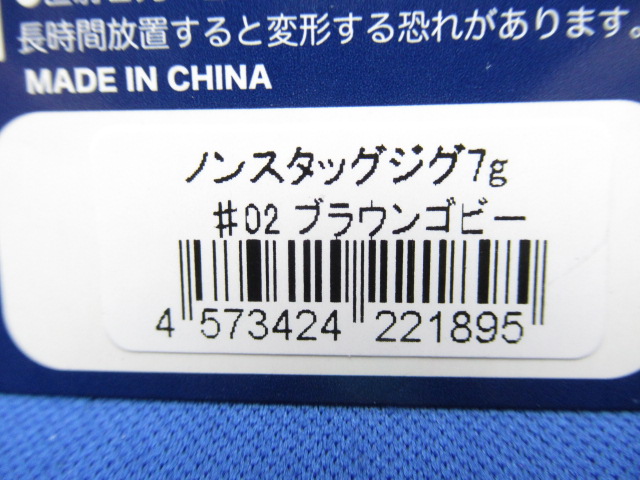 長時間放置すると変形する恐れがあります。
MADE IN CHINA
ノンスタッグジグ7g
#02 ブラウンゴビー
4 573424 221895